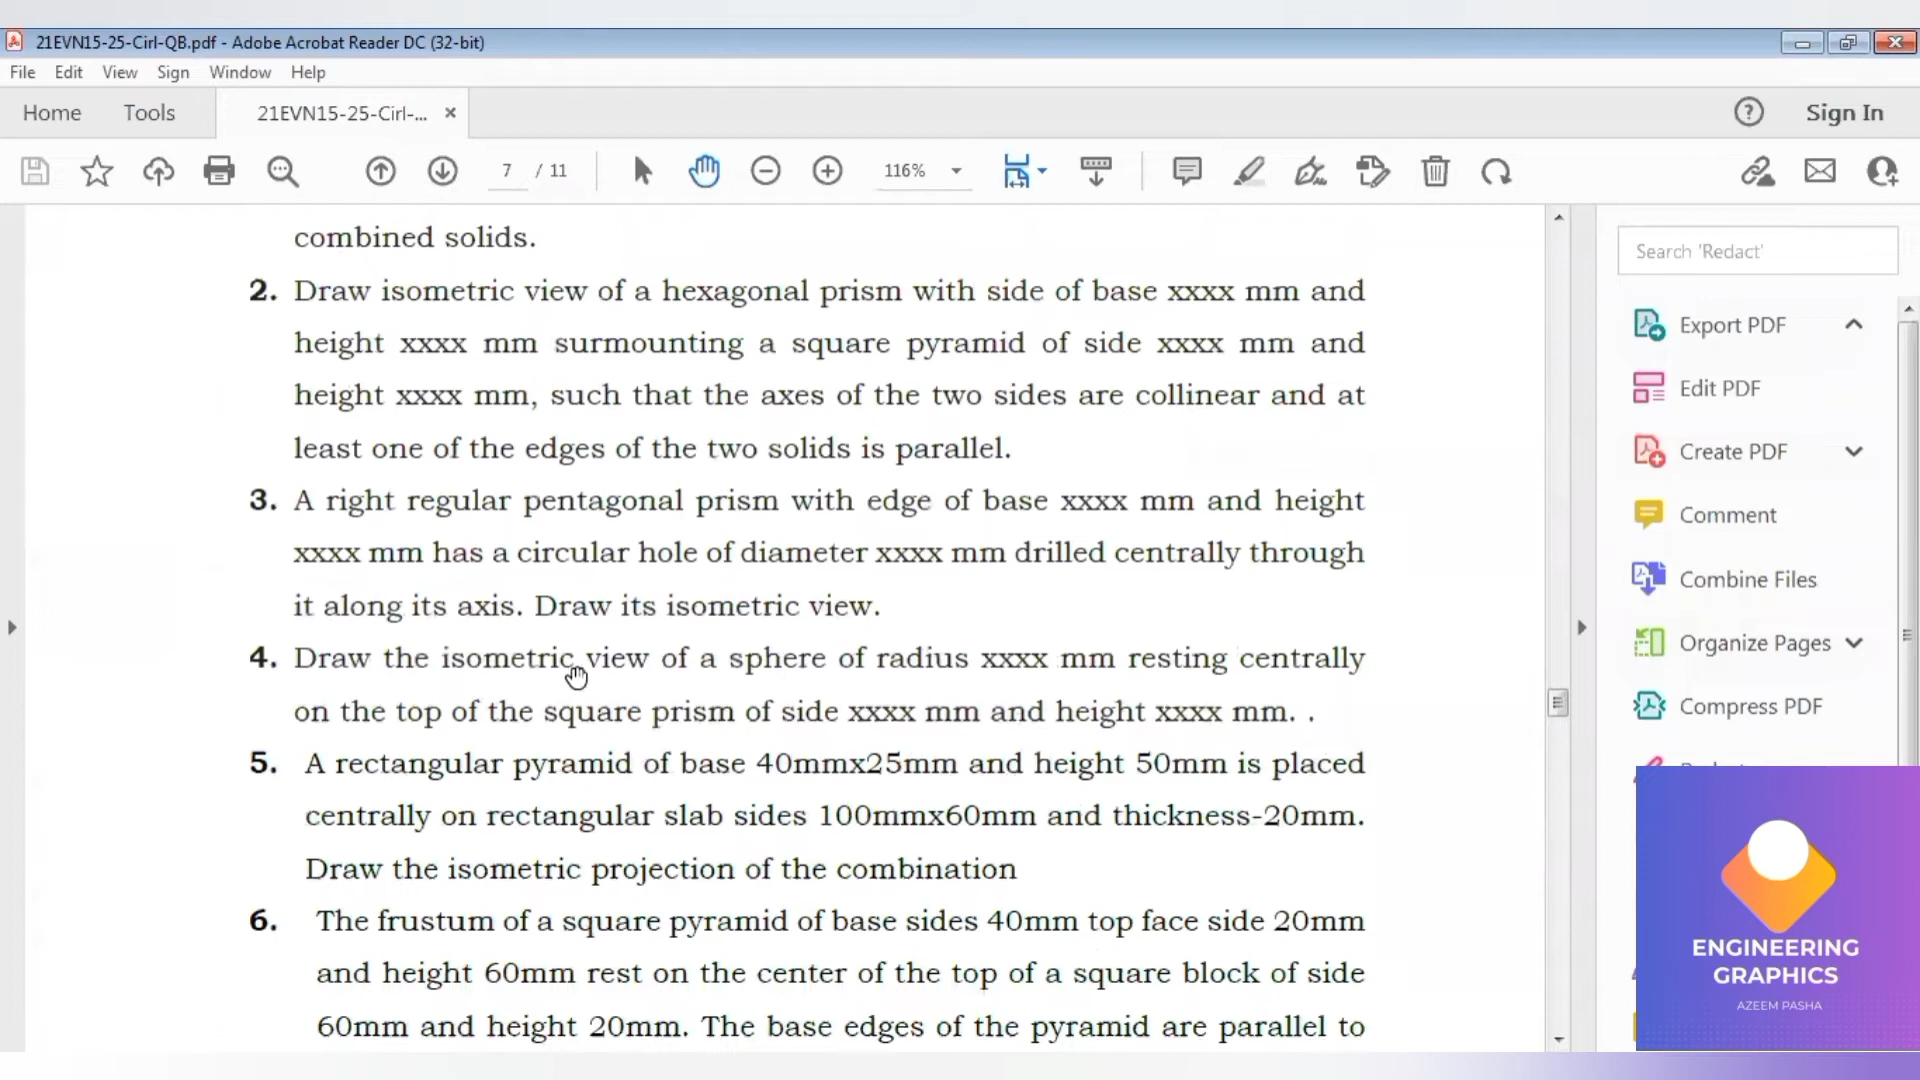 21EVN15-25-Cirl-QB.pdf - Adobe Acrobat Reader DC (32-bit)
File Edit View Sign Window Help
Home Tools 21EVN15-25-Cirl-... × Sign In
7 / 11 116%
combined solids.
2. Draw isometric view of a hexagonal prism with side of base xxxx mm and
height xxxx mm surmounting a square pyramid of side xxxx mm and
height xxxx mm, such that the axes of the two sides are collinear and at
least one of the edges of the two solids is parallel.
3. A right regular pentagonal prism with edge of base xxxx mm and height
xxxx mm has a circular hole of diameter xxxx mm drilled centrally through
it along its axis. Draw its isometric view.
4. Draw the isometric view of a sphere of radius xxxx mm resting centrally
on the top of the square prism of side xxxx mm and height xxxx mm. .
5. A rectangular pyramid of base 40mmx25mm and height 50mm is placed
centrally on rectangular slab sides 100mmx60mm and thickness-20mm.
Draw the isometric projection of the combination
6. The frustum of a square pyramid of base sides 40mm top face side 20mm
and height 60mm rest on the center of the top of a square block of side
60mm and height 20mm. The base edges of the pyramid are parallel to
Search 'Redact'
Export PDF
Edit PDF
Create PDF
Comment
Combine Files
Organize Pages
Compress PDF
ENGINEERING
GRAPHICS
AZEEM PASHA